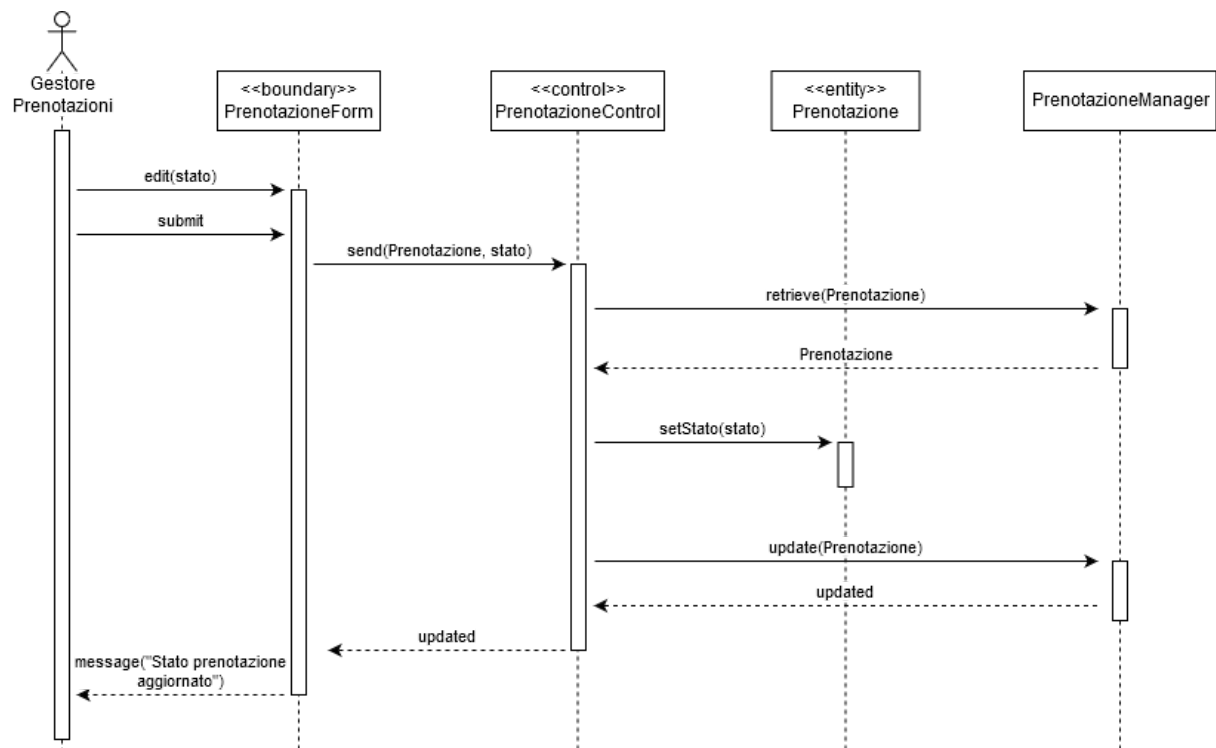 Gestore
Prenotazioni
<<boundary>>
PrenotazioneForm
<<control>>
PrenotazioneControl
<<entity>>
Prenotazione
PrenotazioneManager
edit(stato)
submit
send(Prenotazione, stato)
retrieve(Prenotazione)
Prenotazione
setStato(stato)
update(Prenotazione)
updated
updated
message("Stato prenotazione
aggiornato")